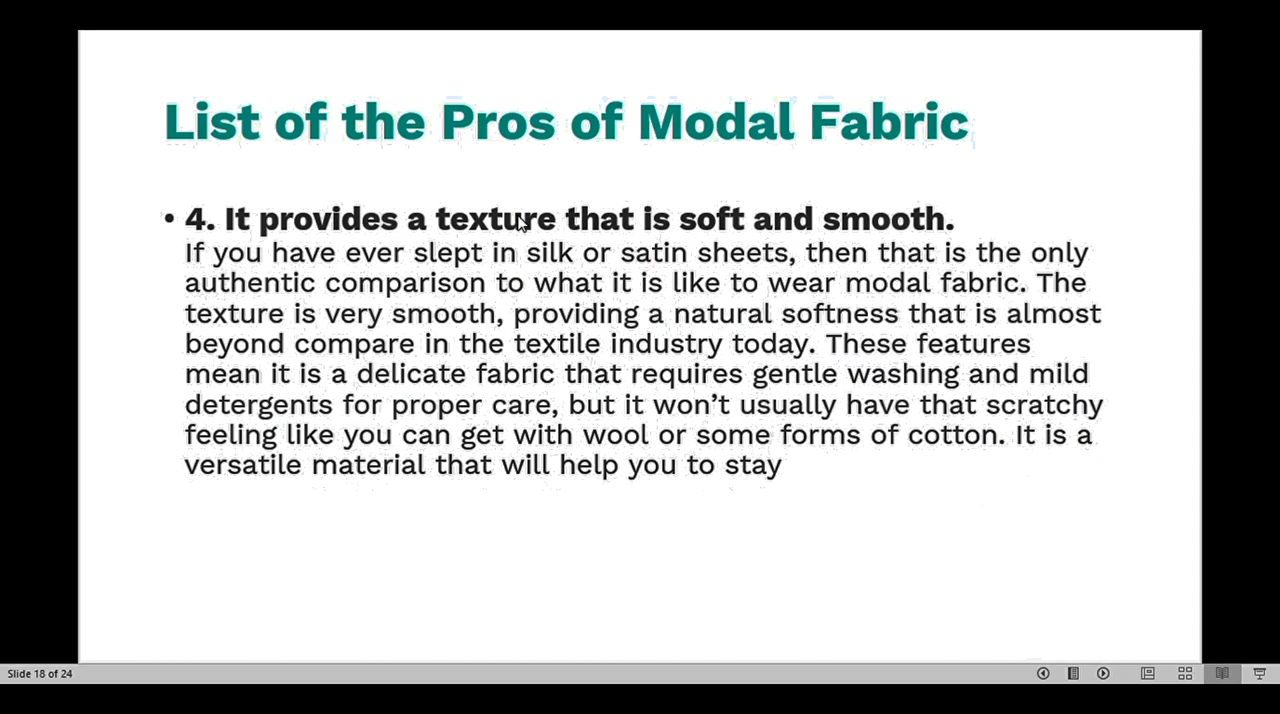 List of the Pros of Modal Fabric
• 4. It provides a texture that is soft and smooth.
If you have ever slept in silk or satin sheets, then that is the only
authentic comparison to what it is like to wear modal fabric. The
texture is very smooth, providing a natural softness that is almost
beyond compare in the textile industry today. These features
mean it is a delicate fabric that requires gentle washing and mild
detergents for proper care, but it won’t usually have that scratchy
feeling like you can get with wool or some forms of cotton. It is a
versatile material that will help you to stay
Slide 18 of 24